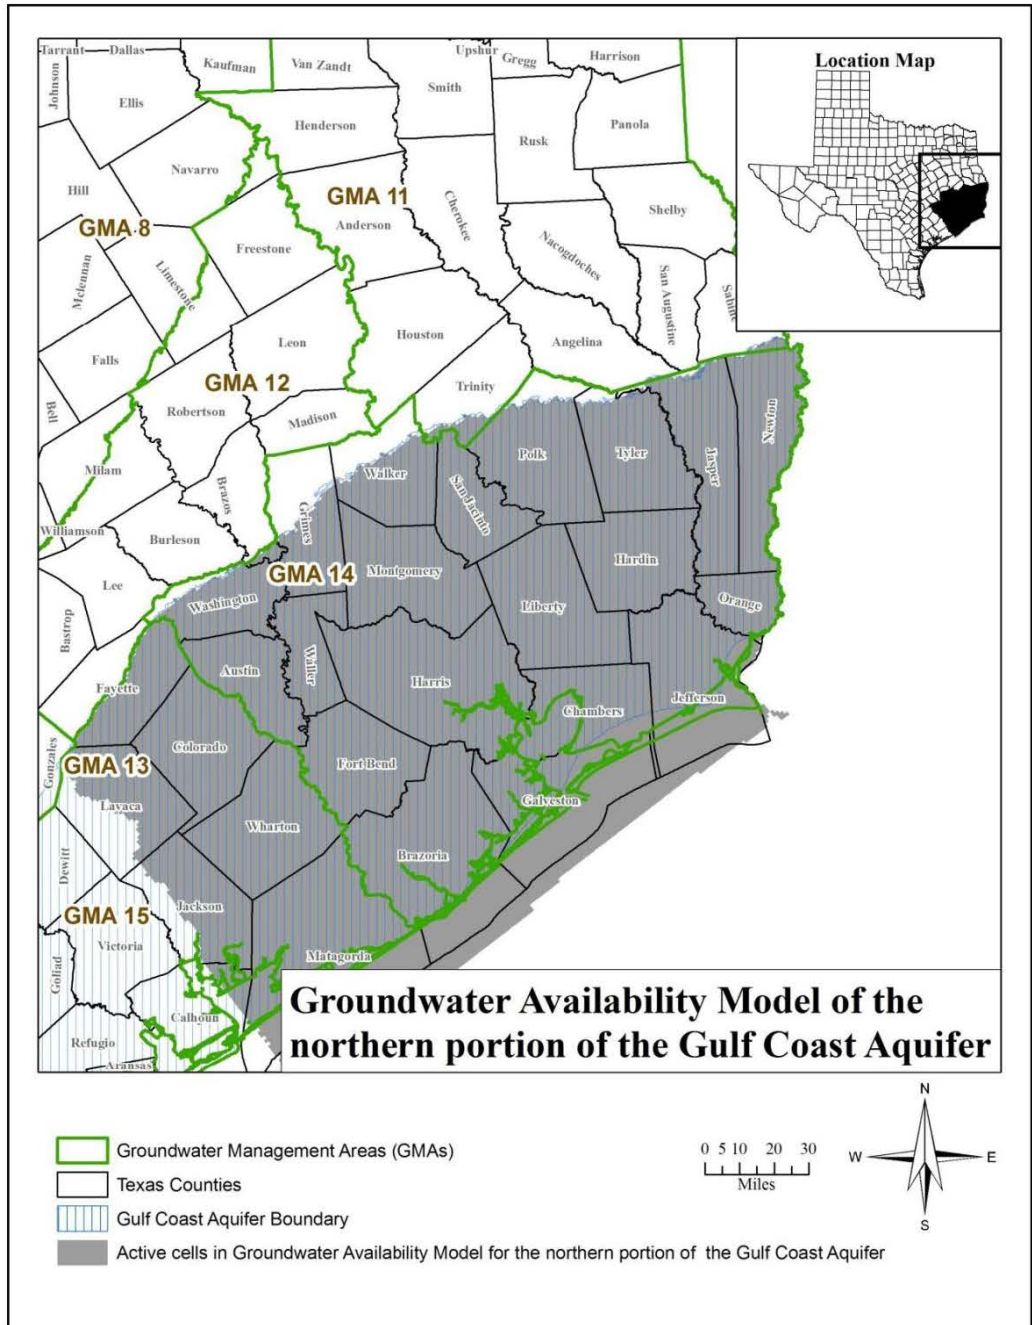 Location Map
Tarrant
Dallas
Kaufman
Van Zandt
Upshur
Gregg
Harrison
Johnson
Ellis
Smith
Henderson
Rusk
Panola
Navarro
Hill
GMA 8
GMA 11
Anderson
Cherokee
Shelby
Freestone
Nacogdoches
Mclennan
Limestone
San Augustine
Sabine
Falls
Leon
Houston
Angelina
GMA 12
Trinity
Bell
Robertson
Madison
Newton
Milam
Walker
Polk
Tyler
Jasper
Brazos
Grimes
San Jacinto
Williamson
Burleson
Hardin
Lee
GMA 14
Montgomery
Washington
Liberty
Orange
Bastrop
Austin
Waller
Harris
Fayette
Chambers
Jefferson
Gonzales
Colorado
GMA 13
Fort Bend
Lavaca
Galveston
Wharton
Brazoria
Dewitt
GMA 15
Jackson
Victoria
Matagorda
Goliad
Calhoun
Refugio
Aransas
Groundwater Availability Model of the
northern portion of the Gulf Coast Aquifer
Groundwater Management Areas (GMAs)
Texas Counties
Gulf Coast Aquifer Boundary
Active cells in Groundwater Availability Model for the northern portion of the Gulf Coast Aquifer
0 5 10 20 30
Miles
N
W
E
S